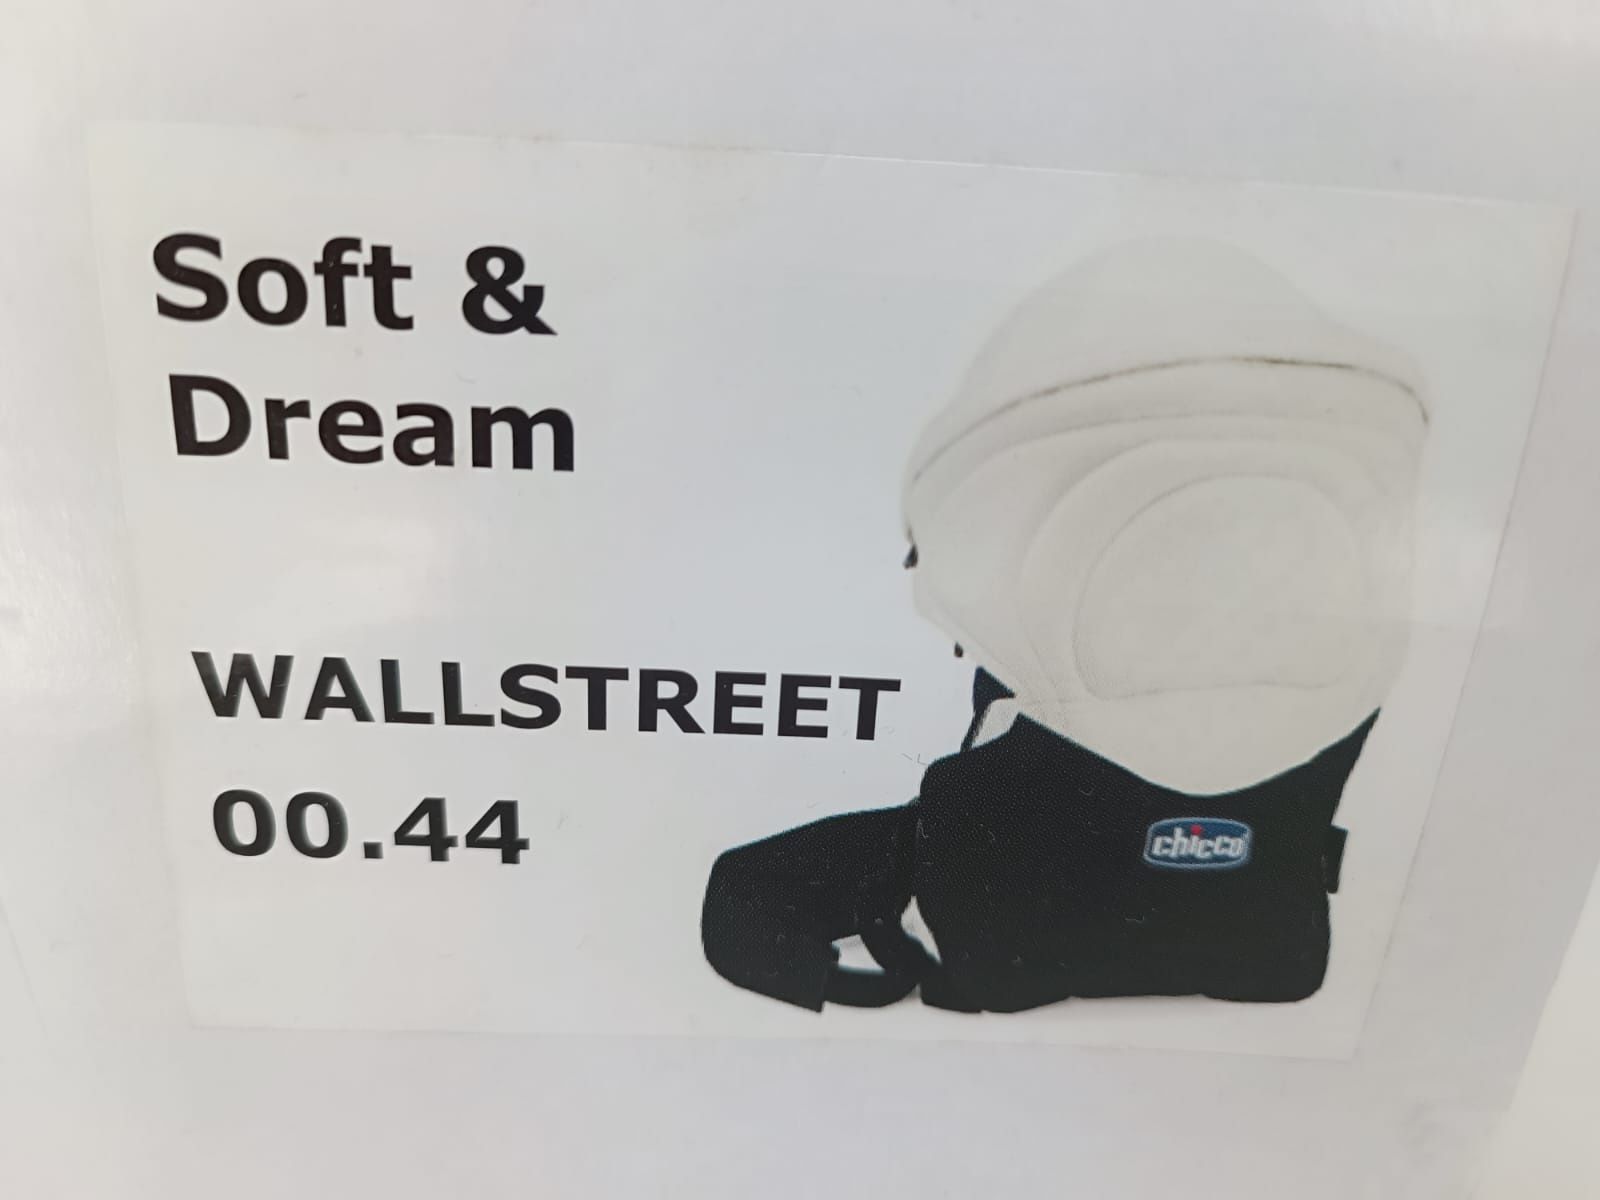 Soft &
Dream
WALLSTREET
00.44
chicco